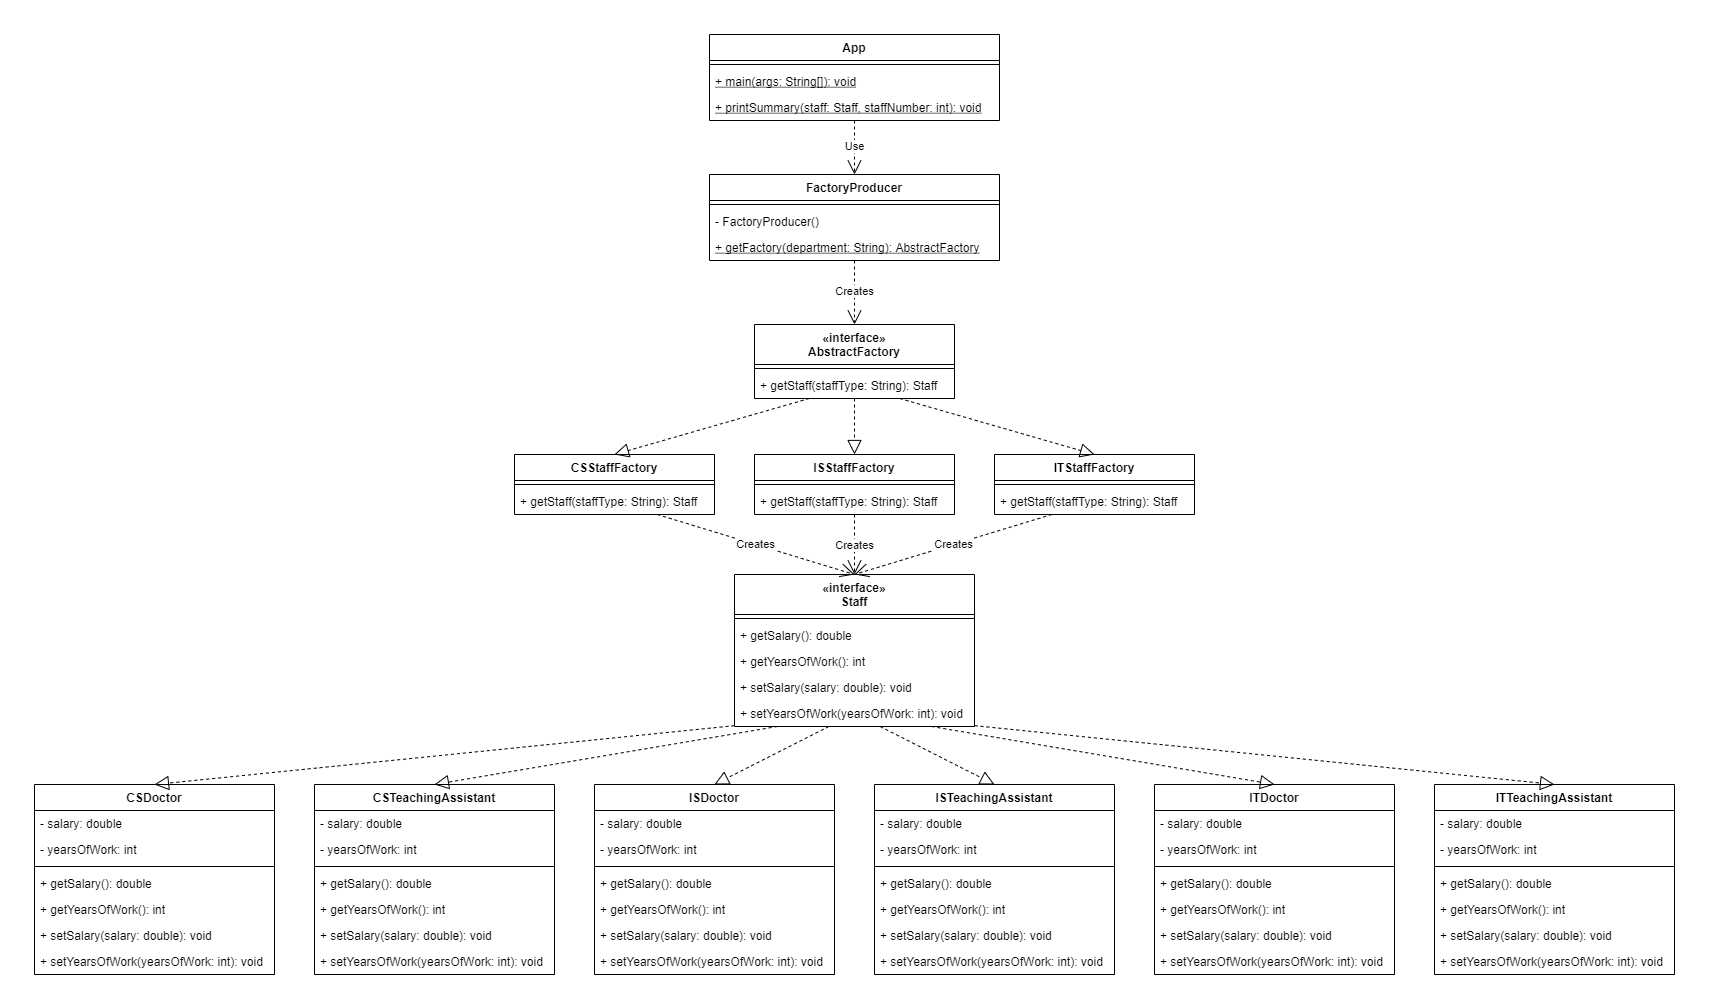 App
+ main(args: String[]): void
+ printSummary(staff: Staff, staffNumber: int): void
Use
FactoryProducer
- FactoryProducer()
+ getFactory(department: String): AbstractFactory
Creates
«interface»
AbstractFactory
+ getStaff(staffType: String): Staff
CSStaffFactory
+ getStaff(staffType: String): Staff
ISStaffFactory
+ getStaff(staffType: String): Staff
ITStaffFactory
+ getStaff(staffType: String): Staff
Creates
Creates
Creates
«interface»
Staff
+ getSalary(): double
+ getYearsOfWork(): int
+ setSalary(salary: double): void
+ setYearsOfWork(yearsOfWork: int): void
CSDoctor
- salary: double
- yearsOfWork: int
+ getSalary(): double
+ getYearsOfWork(): int
+ setSalary(salary: double): void
+ setYearsOfWork(yearsOfWork: int): void
CSTeachingAssistant
- salary: double
- yearsOfWork: int
+ getSalary(): double
+ getYearsOfWork(): int
+ setSalary(salary: double): void
+ setYearsOfWork(yearsOfWork: int): void
ISDoctor
- salary: double
- yearsOfWork: int
+ getSalary(): double
+ getYearsOfWork(): int
+ setSalary(salary: double): void
+ setYearsOfWork(yearsOfWork: int): void
ISTeachingAssistant
- salary: double
- yearsOfWork: int
+ getSalary(): double
+ getYearsOfWork(): int
+ setSalary(salary: double): void
+ setYearsOfWork(yearsOfWork: int): void
ITDoctor
- salary: double
- yearsOfWork: int
+ getSalary(): double
+ getYearsOfWork(): int
+ setSalary(salary: double): void
+ setYearsOfWork(yearsOfWork: int): void
ITTeachingAssistant
- salary: double
- yearsOfWork: int
+ getSalary(): double
+ getYearsOfWork(): int
+ setSalary(salary: double): void
+ setYearsOfWork(yearsOfWork: int): void